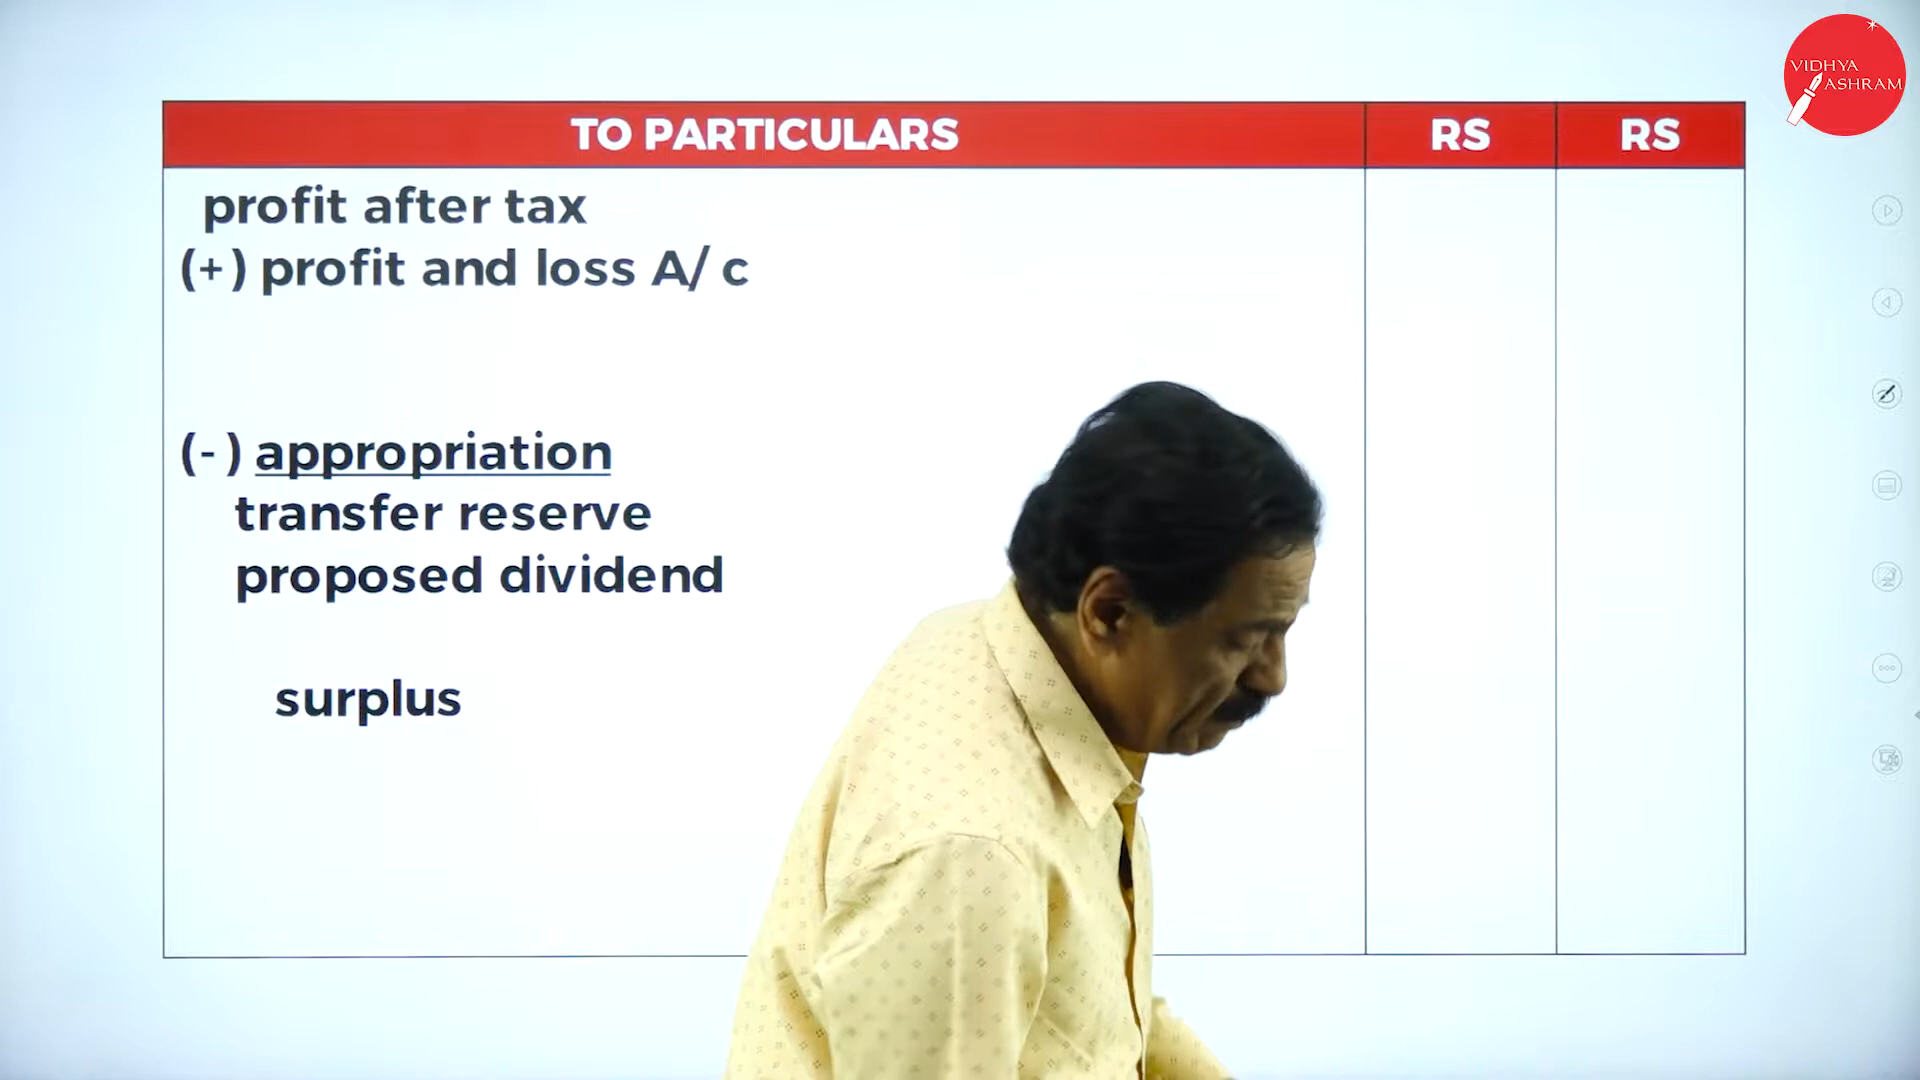 VIDHYA
ASHRAM
TO PARTICULARS RS RS
profit after tax
(+) profit and loss A/ c
(-) appropriation
transfer reserve
proposed dividend
surplus